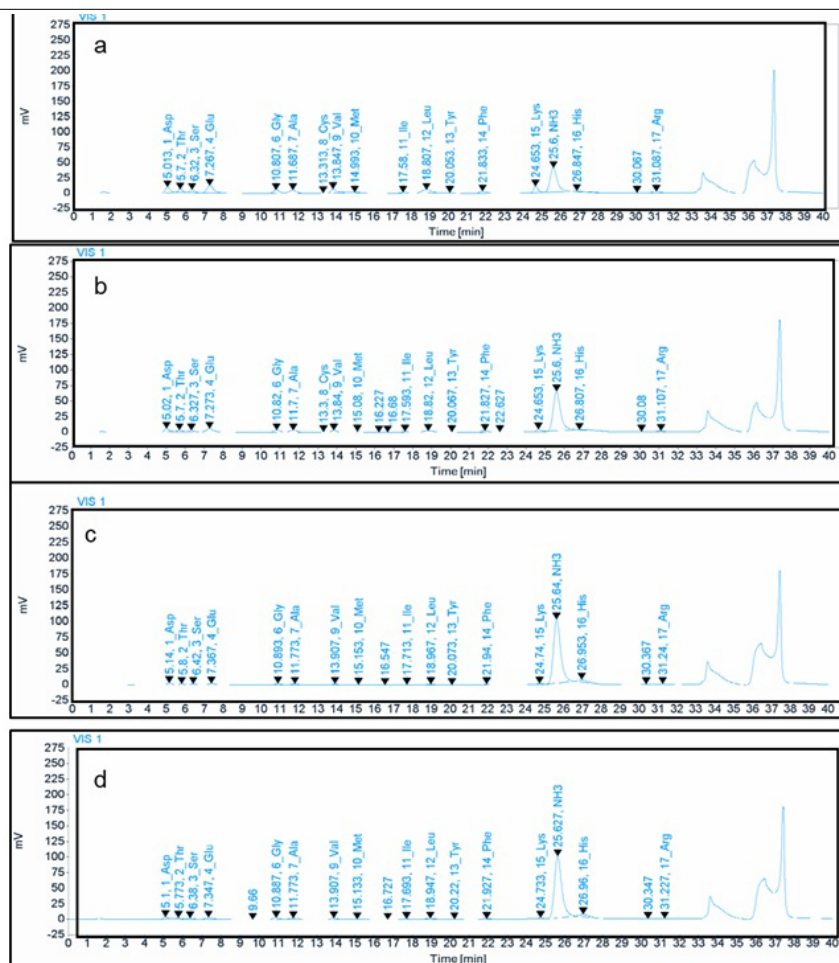 VIS 1
a
mV
275
250
225
200
175
150
125
100
75
50
25
0
-25
5.013, 1_Asp
5.7, 2_Thr
6.32, 3_Ser
7.267, 4_Glu
10.807, 6_Gly
11.687, 7_Ala
13.313, 8_Cys
13.847, 9_Val
14.993, 10_Met
17.58, 11_Ile
18.807, 12_Leu
20.053, 13_Tyr
21.833, 14_Phe
24.653, 15_Lys
25.6, NH3
26.847, 16_His
30.067
31.087, 17_Arg
0 1 2 3 4 5 6 7 8 9 10 11 12 13 14 15 16 17 18 19 20 21 22 23 24 25 26 27 28 29 30 31 32 33 34 35 36 37 38 39 40
Time [min]
VIS 1
b
mV
275
250
225
200
175
150
125
100
75
50
25
0
-25
5.02, 1_Asp
5.7, 2_Thr
6.327, 3_Ser
7.273, 4_Glu
10.82, 6_Gly
11.7, 7_Ala
13.3, 8_Cys
13.84, 9_Val
15.08, 10_Met
16.227
16.68
17.593, 11_Ile
18.82, 12_Leu
20.067, 13_Tyr
21.827, 14_Phe
22.627
24.653, 15_Lys
25.6, NH3
26.807, 16_His
30.08
31.107, 17_Arg
0 1 2 3 4 5 6 7 8 9 10 11 12 13 14 15 16 17 18 19 20 21 22 23 24 25 26 27 28 29 30 31 32 33 34 35 36 37 38 39 40
Time [min]
VIS 1
c
mV
275
250
225
200
175
150
125
100
75
50
25
0
-25
5.14, 1_Asp
5.8, 2_Thr
6.42, 3_Ser
7.367, 4_Glu
10.893, 6_Gly
11.773, 7_Ala
13.907, 9_Val
15.153, 10_Met
16.547
17.713, 11_Ile
18.967, 12_Leu
20.073, 13_Tyr
21.94, 14_Phe
24.74, 15_Lys
25.64, NH3
26.953, 16_His
30.367
31.24, 17_Arg
0 1 2 3 4 5 6 7 8 9 10 11 12 13 14 15 16 17 18 19 20 21 22 23 24 25 26 27 28 29 30 31 32 33 34 35 36 37 38 39 40
Time [min]
VIS 1
d
mV
275
250
225
200
175
150
125
100
75
50
25
0
-25
5.1, 1_Asp
5.773, 2_Thr
6.38, 3_Ser
7.347, 4_Glu
9.66
10.887, 6_Gly
11.773, 7_Ala
13.907, 9_Val
15.133, 10_Met
16.727
17.693, 11_Ile
18.947, 12_Leu
20.22, 13_Tyr
21.927, 14_Phe
24.733, 15_Lys
25.627, NH3
26.96, 16_His
30.347
31.227, 17_Arg
0 1 2 3 4 5 6 7 8 9 10 11 12 13 14 15 16 17 18 19 20 21 22 23 24 25 26 27 28 29 30 31 32 33 34 35 36 37 38 39 40
Time [min]